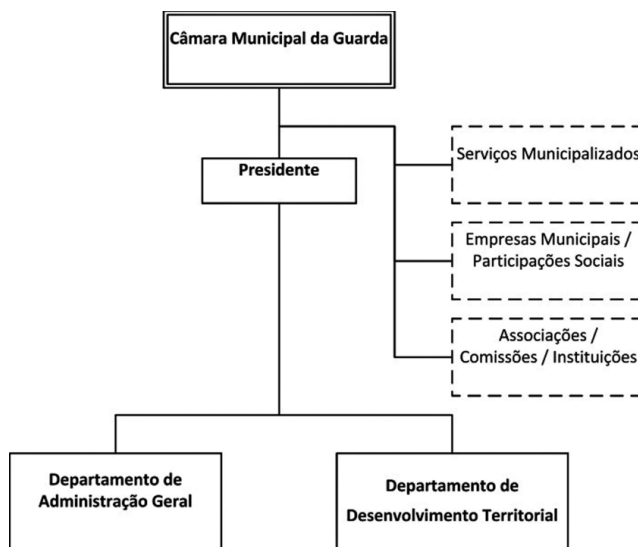 Câmara Municipal da Guarda
Presidente
Serviços Municipalizados
Empresas Municipais /
Participações Sociais
Associações /
Comissões / Instituições
Departamento de
Administração Geral
Departamento de
Desenvolvimento Territorial